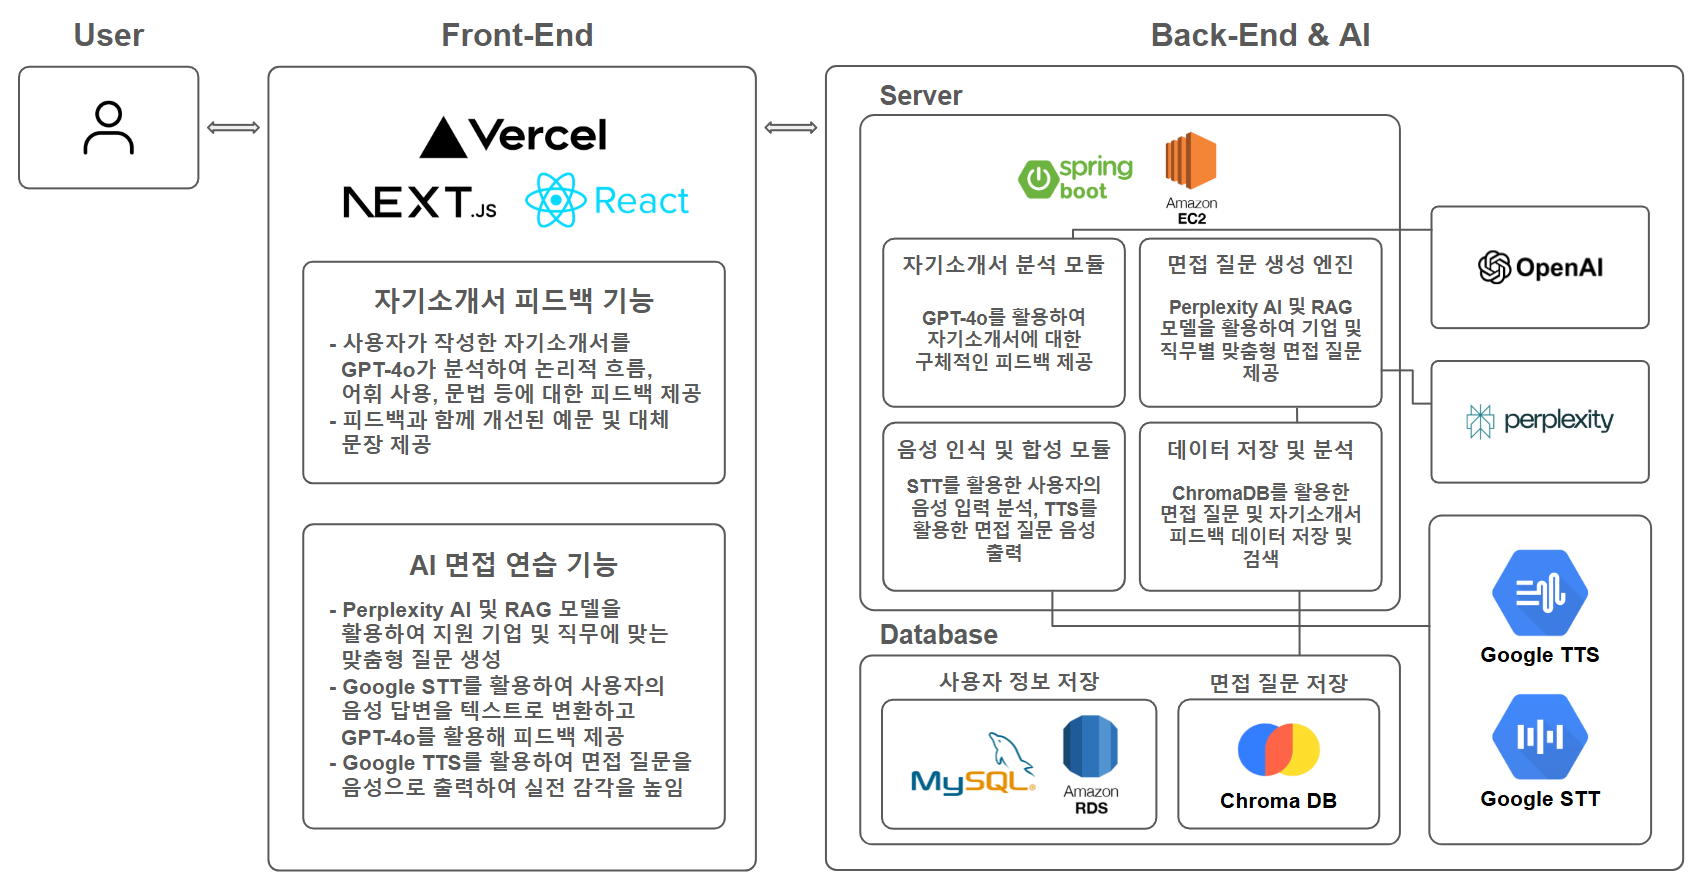 User
Front-End
Back-End & AI
Vercel
NEXT.JS
React
자기소개서 피드백 기능
- 사용자가 작성한 자기소개서를
GPT-4o가 분석하여 논리적 흐름,
어휘 사용, 문법 등에 대한 피드백 제공
- 피드백과 함께 개선된 예문 및 대체
문장 제공
AI 면접 연습 기능
- Perplexity AI 및 RAG 모델을
활용하여 지원 기업 및 직무에 맞는
맞춤형 질문 생성
- Google STT를 활용하여 사용자의
음성 답변을 텍스트로 변환하고
GPT-4o를 활용해 피드백 제공
- Google TTS를 활용하여 면접 질문을
음성으로 출력하여 실전 감각을 높임
Server
spring
boot
Amazon
EC2
자기소개서 분석 모듈
GPT-4o를 활용하여
자기소개서에 대한
구체적인 피드백 제공
면접 질문 생성 엔진
Perplexity AI 및 RAG
모델을 활용하여 기업 및
직무별 맞춤형 면접 질문
제공
음성 인식 및 합성 모듈
STT를 활용한 사용자의
음성 입력 분석, TTS를
활용한 면접 질문 음성
출력
데이터 저장 및 분석
ChromaDB를 활용한
면접 질문 및 자기소개서
피드백 데이터 저장 및
검색
OpenAI
perplexity
Google TTS
Google STT
Database
사용자 정보 저장
MySQL®
Amazon
RDS
면접 질문 저장
Chroma DB